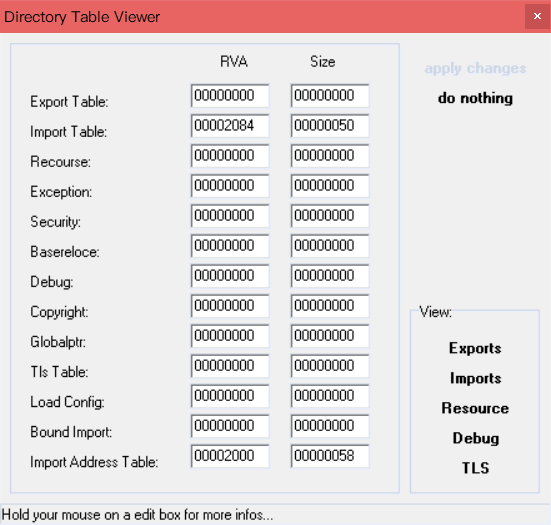 Directory Table Viewer ×
RVA Size
apply changes
do nothing
Export Table: 00000000 00000000
Import Table: 00002084 00000050
Recourse: 00000000 00000000
Exception: 00000000 00000000
Security: 00000000 00000000
Basereloce: 00000000 00000000
Debug: 00000000 00000000
Copyright: 00000000 00000000
Globalptr: 00000000 00000000
Tls Table: 00000000 00000000
Load Config: 00000000 00000000
Bound Import: 00000000 00000000
Import Address Table: 00002000 00000058
View:
Exports
Imports
Resource
Debug
TLS
Hold your mouse on a edit box for more infos...